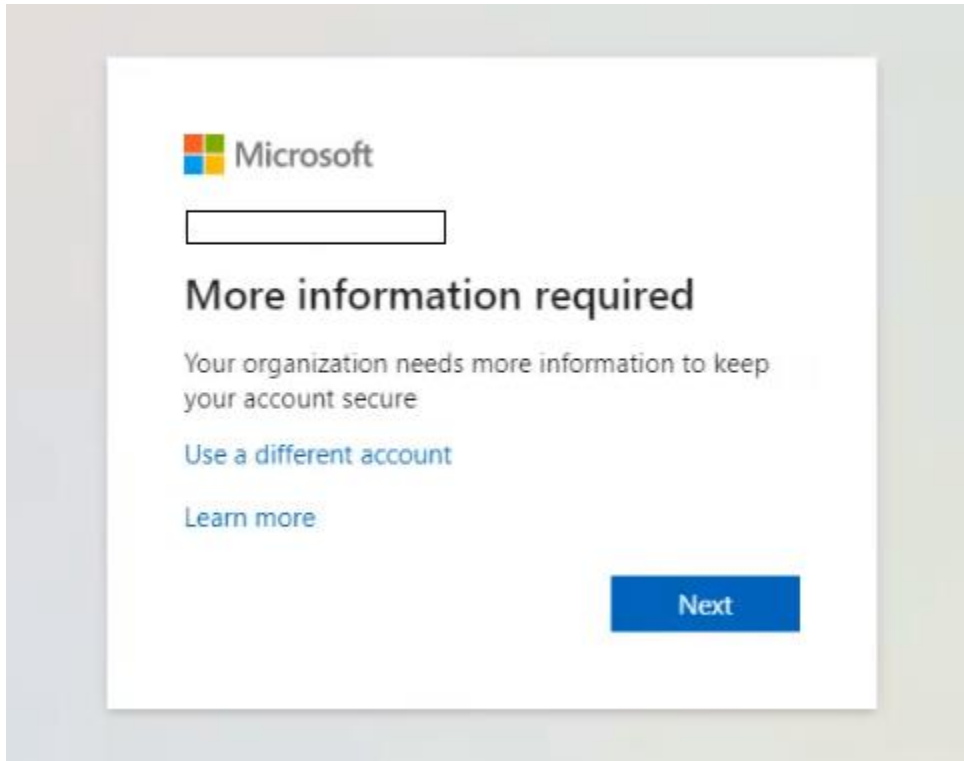 Microsoft
More information required
Your organization needs more information to keep
your account secure
Use a different account
Learn more
Next